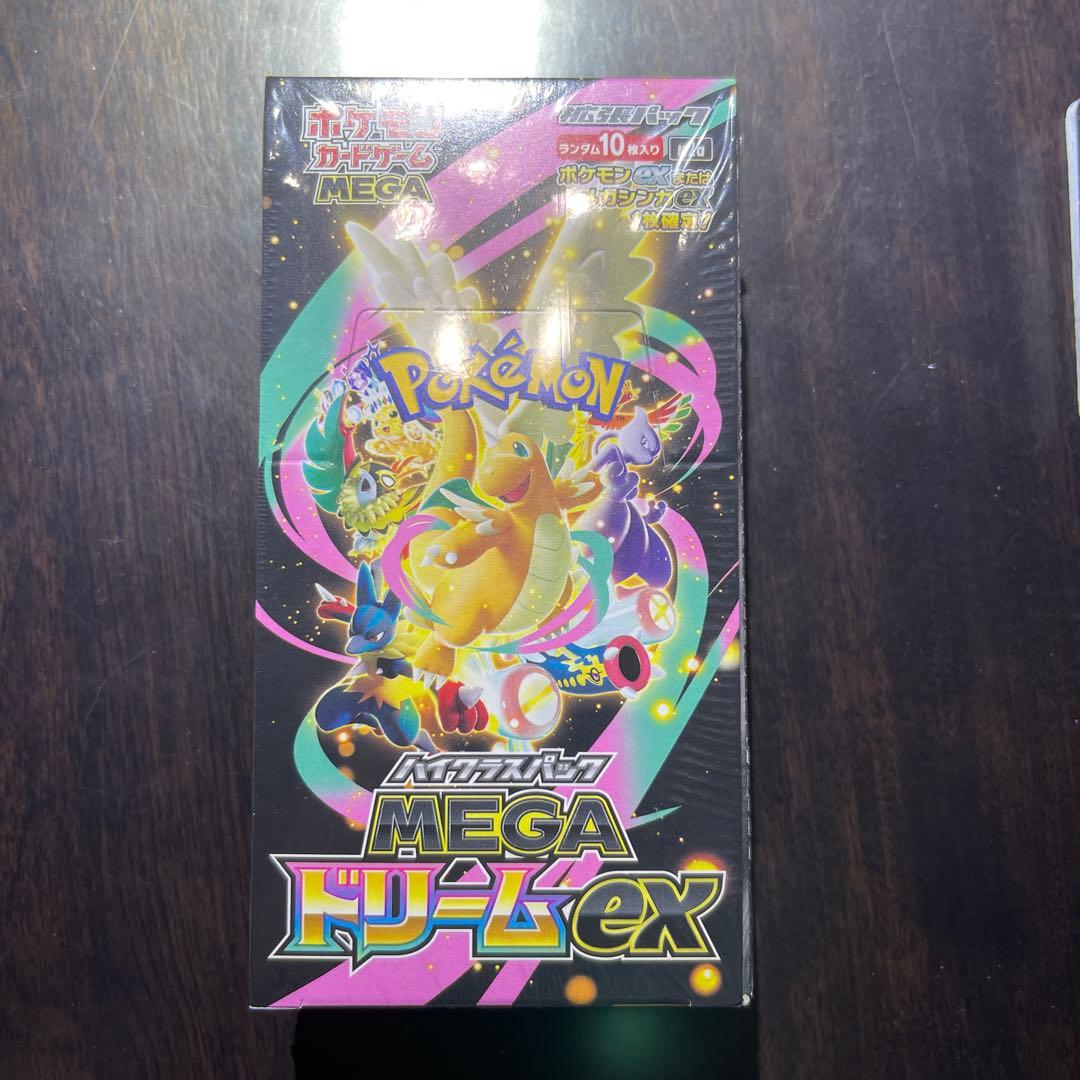 ポケモン
カードゲーム
MEGA
拡張パック
ランダム10枚入り
ポケモンexまたは
メガシンカex
1枚確定!
POKÉMON
TM
ハイクラスパック
MEGA
ドリームex